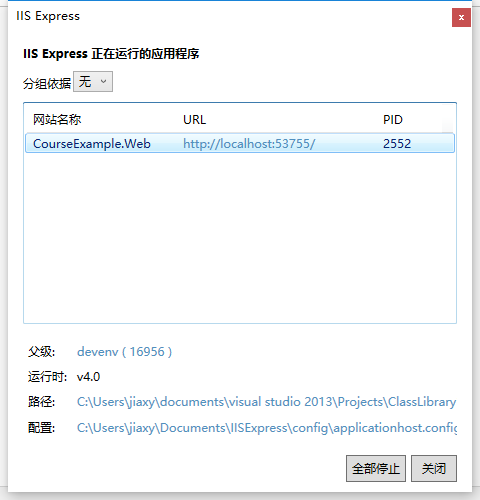 IIS Express
x
IIS Express 正在运行的应用程序
分组依据 无
网站名称 URL PID
CourseExample.Web http://localhost:53755/ 2552
父级: devenv ( 16956 )
运行时: v4.0
路径: C:\Users\jiaxy\documents\visual studio 2013\Projects\ClassLibrary
配置: C:\Users\jiaxy\Documents\IISExpress\config\applicationhost.config
全部停止 关闭